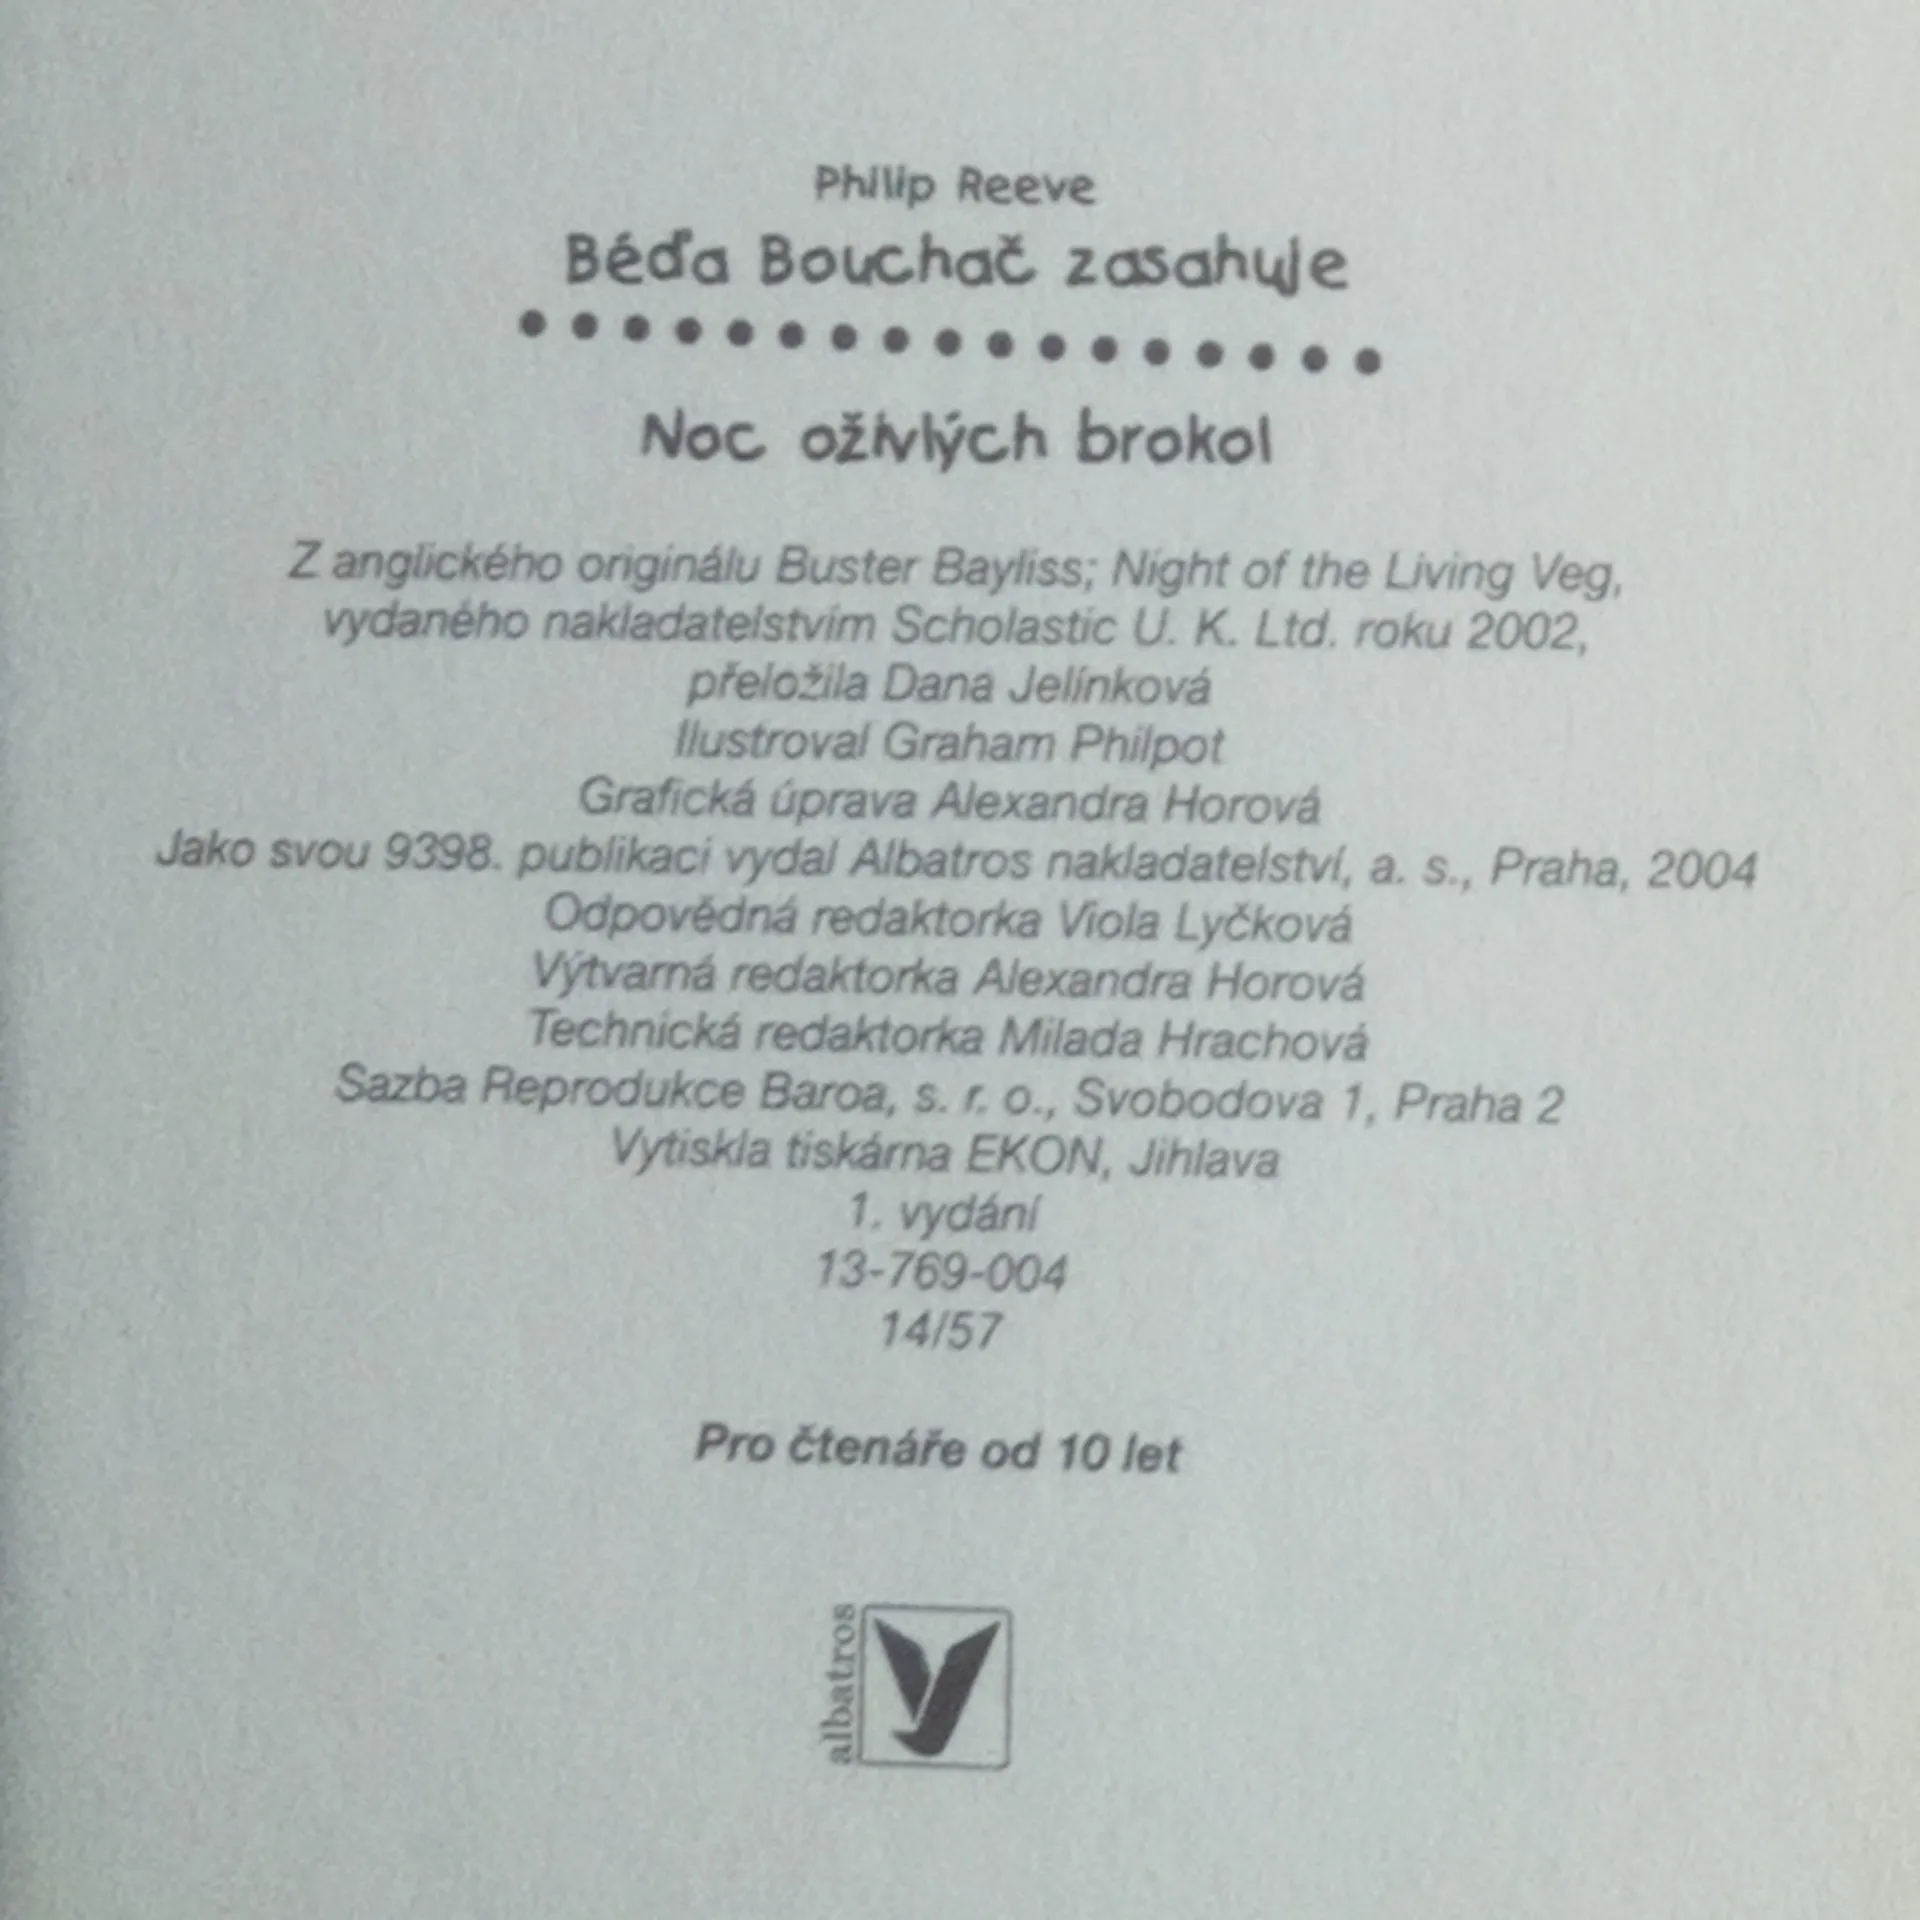 Philip Reeve
Béďa Bouchač zasahuje
Noc oživlých brokol
Z anglického originálu Buster Bayliss; Night of the Living Veg,
vydaného nakladatelstvím Scholastic U. K. Ltd. roku 2002,
přeložila Dana Jelínková
Ilustroval Graham Philpot
Grafická úprava Alexandra Horová
Jako svou 9398. publikaci vydal Albatros nakladatelství, a. s., Praha, 2004
Odpovědná redaktorka Viola Lyčková
Výtvarná redaktorka Alexandra Horová
Technická redaktorka Milada Hrachová
Sazba Reprodukce Baroa, s. r. o., Svobodova 1, Praha 2
Vytiskla tiskárna EKON, Jihlava
1. vydání
13-769-004
14/57
Pro čtenáře od 10 let
albatros